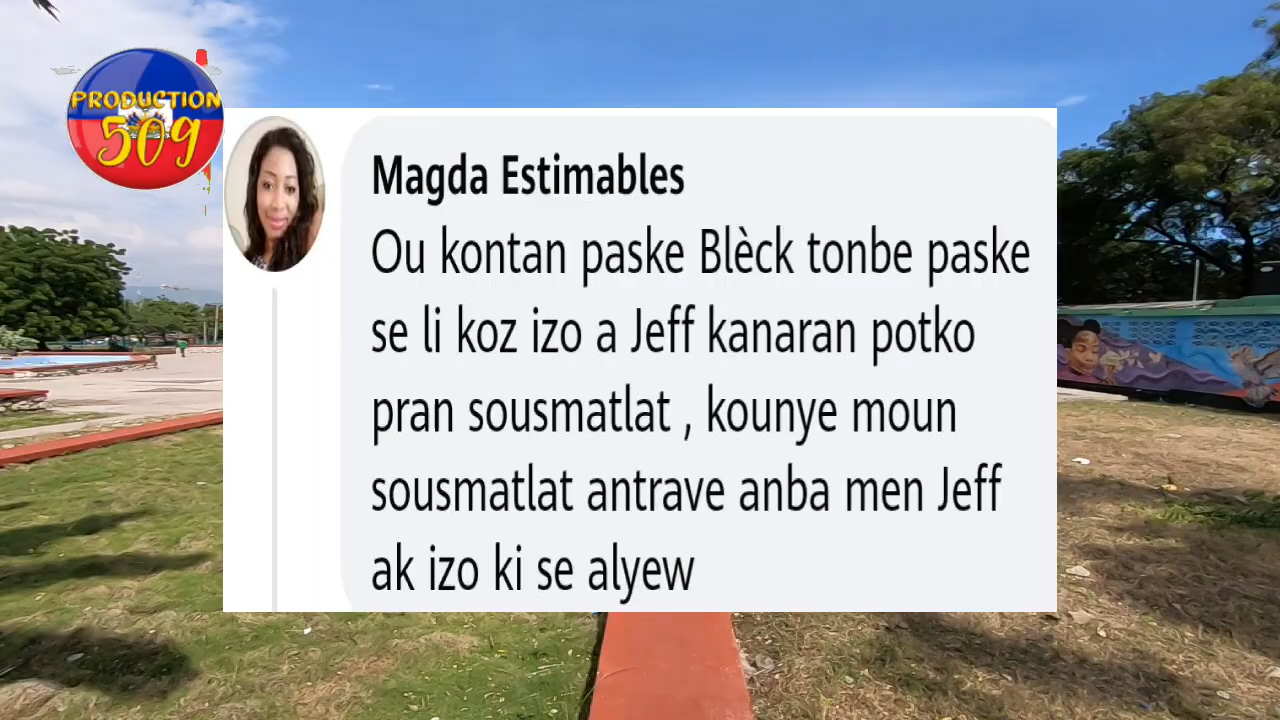 PRODUCTION
509
Magda Estimables
Ou kontan paske Blèck tonbe paske
se li koz izo a Jeff kanaran potko
pran sousmatlat , kounye moun
sousmatlat antrave anba men Jeff
ak izo ki se alyew